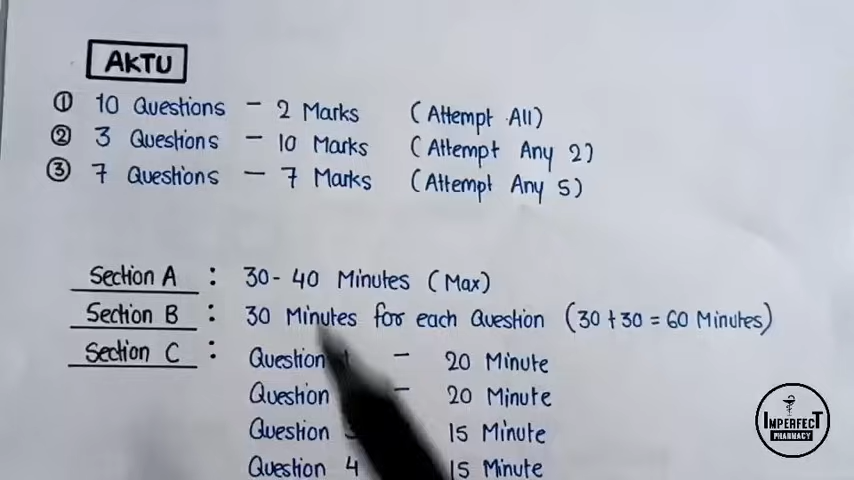 AKTU
① 10 Questions - 2 Marks (Attempt All)
② 3 Questions - 10 Marks (Attempt Any 2)
③ 7 Questions - 7 Marks (Attempt Any 5)
Section A : 30 - 40 Minutes (Max)
Section B : 30 Minutes for each Question (30 + 30 = 60 Minutes)
Section C : Question - 20 Minute
Question - 20 Minute
Question 15 Minute
Question 4 15 Minute
IMPERFECT
PHARMACY